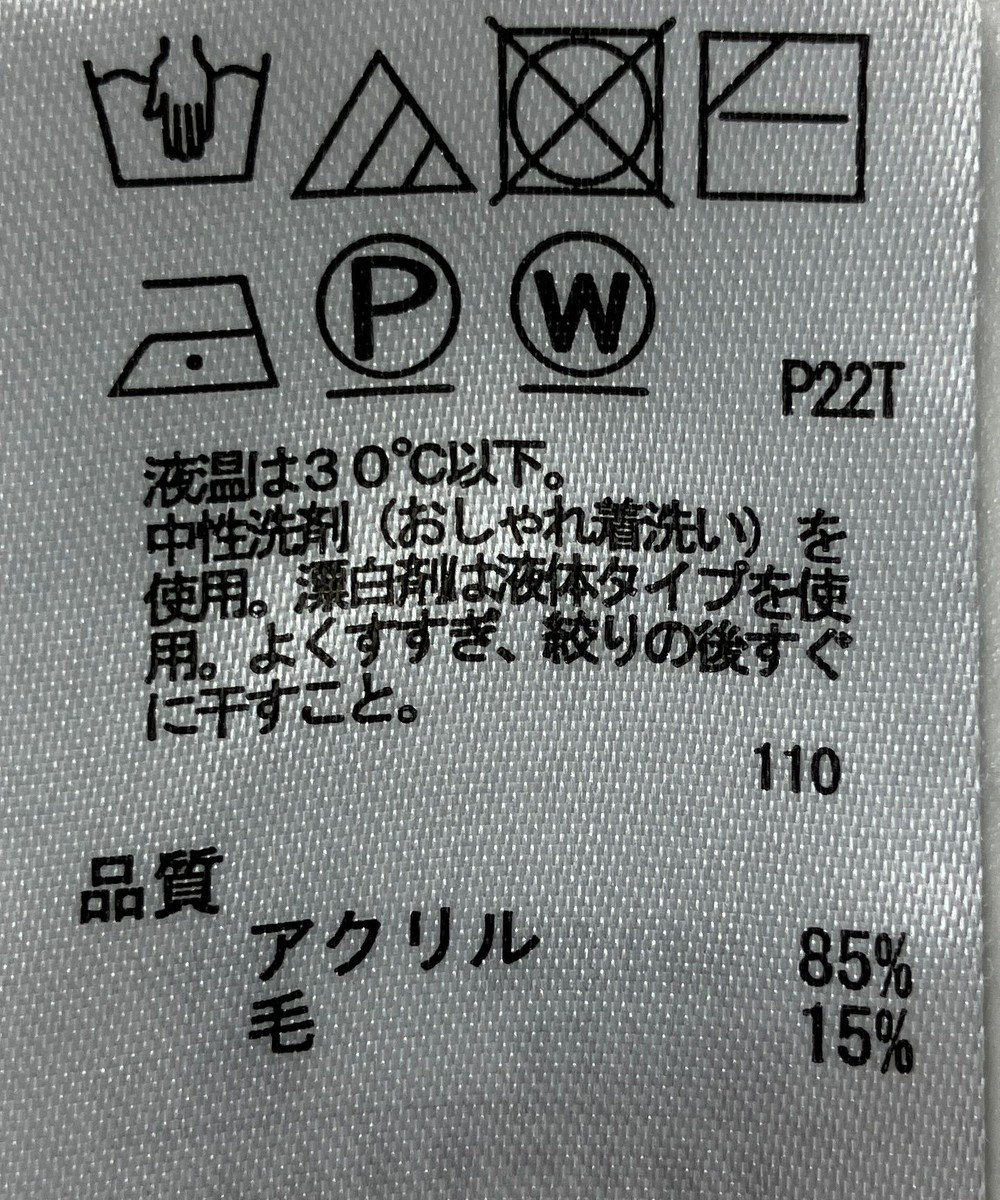 P W
P22T
液温は３０℃以下。
中性洗剤（おしゃれ着洗い）を
使用。漂白剤は液体タイプを使
用。よくすすぎ、絞りの後すぐ
に干すこと。
110
品質
アクリル 85%
毛 15%